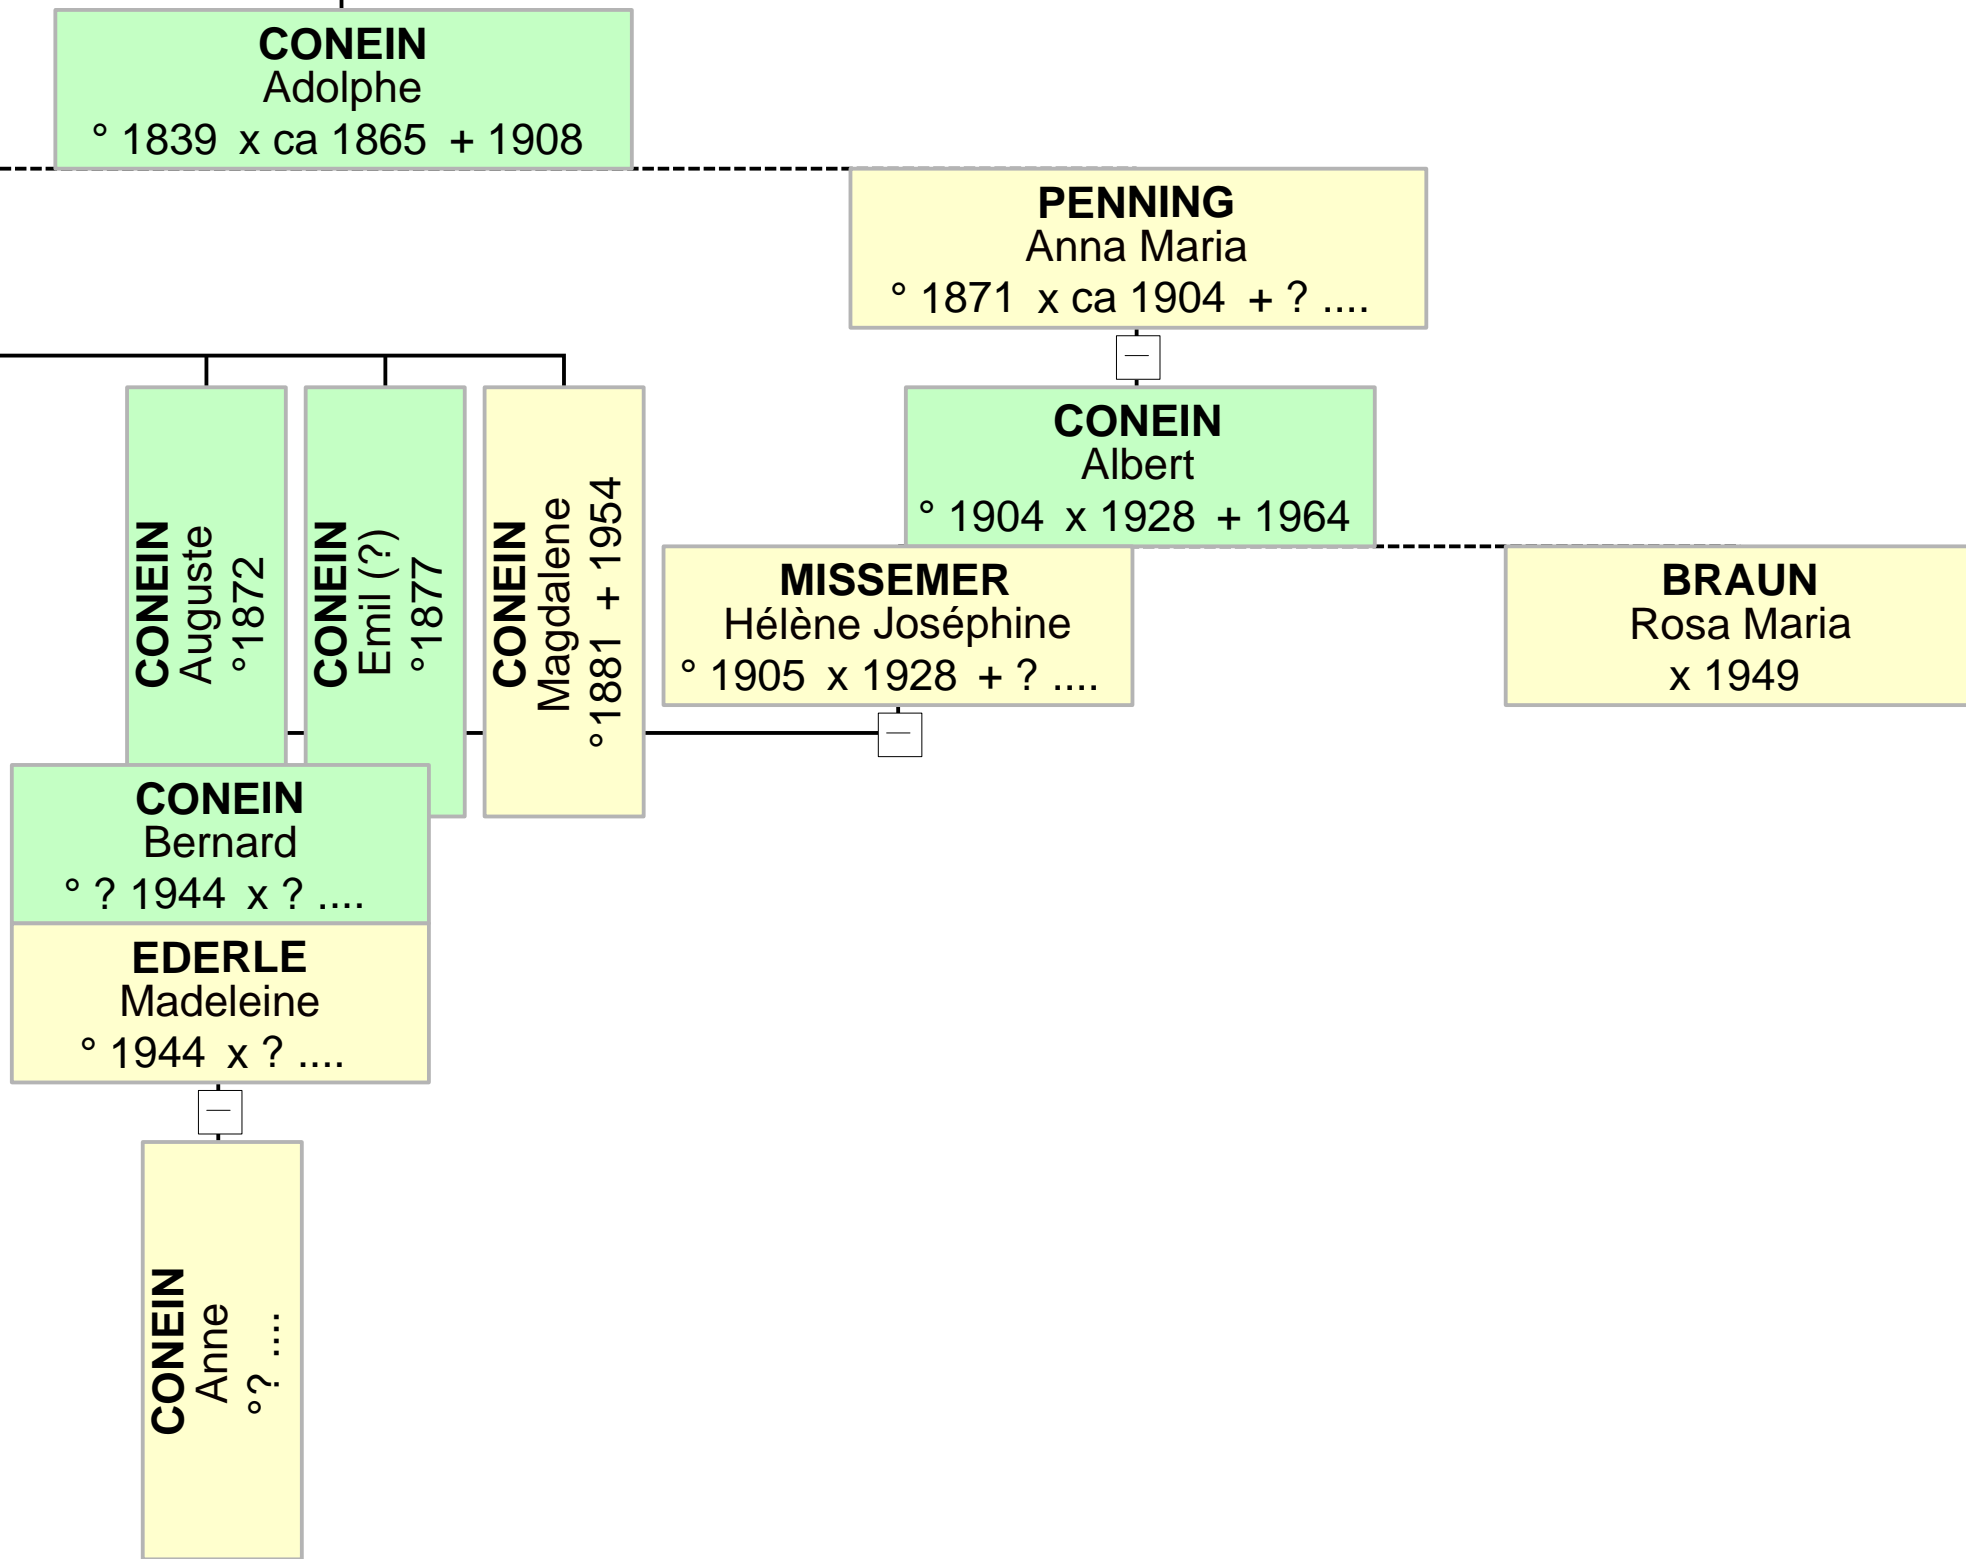 CONEIN
Adolphe
° 1839 x ca 1865 + 1908
PENNING
Anna Maria
° 1871 x ca 1904 + ? ....
CONEIN
Auguste
°1872
CONEIN
Emil (?)
°1877
CONEIN
Magdalene
°1881 + 1954
CONEIN
Albert
° 1904 x 1928 + 1964
MISSEMER
Hélène Joséphine
° 1905 x 1928 + ? ....
BRAUN
Rosa Maria
x 1949
CONEIN
Bernard
° ? 1944 x ? ....
EDERLE
Madeleine
° 1944 x ? ....
CONEIN
Anne
°? ....